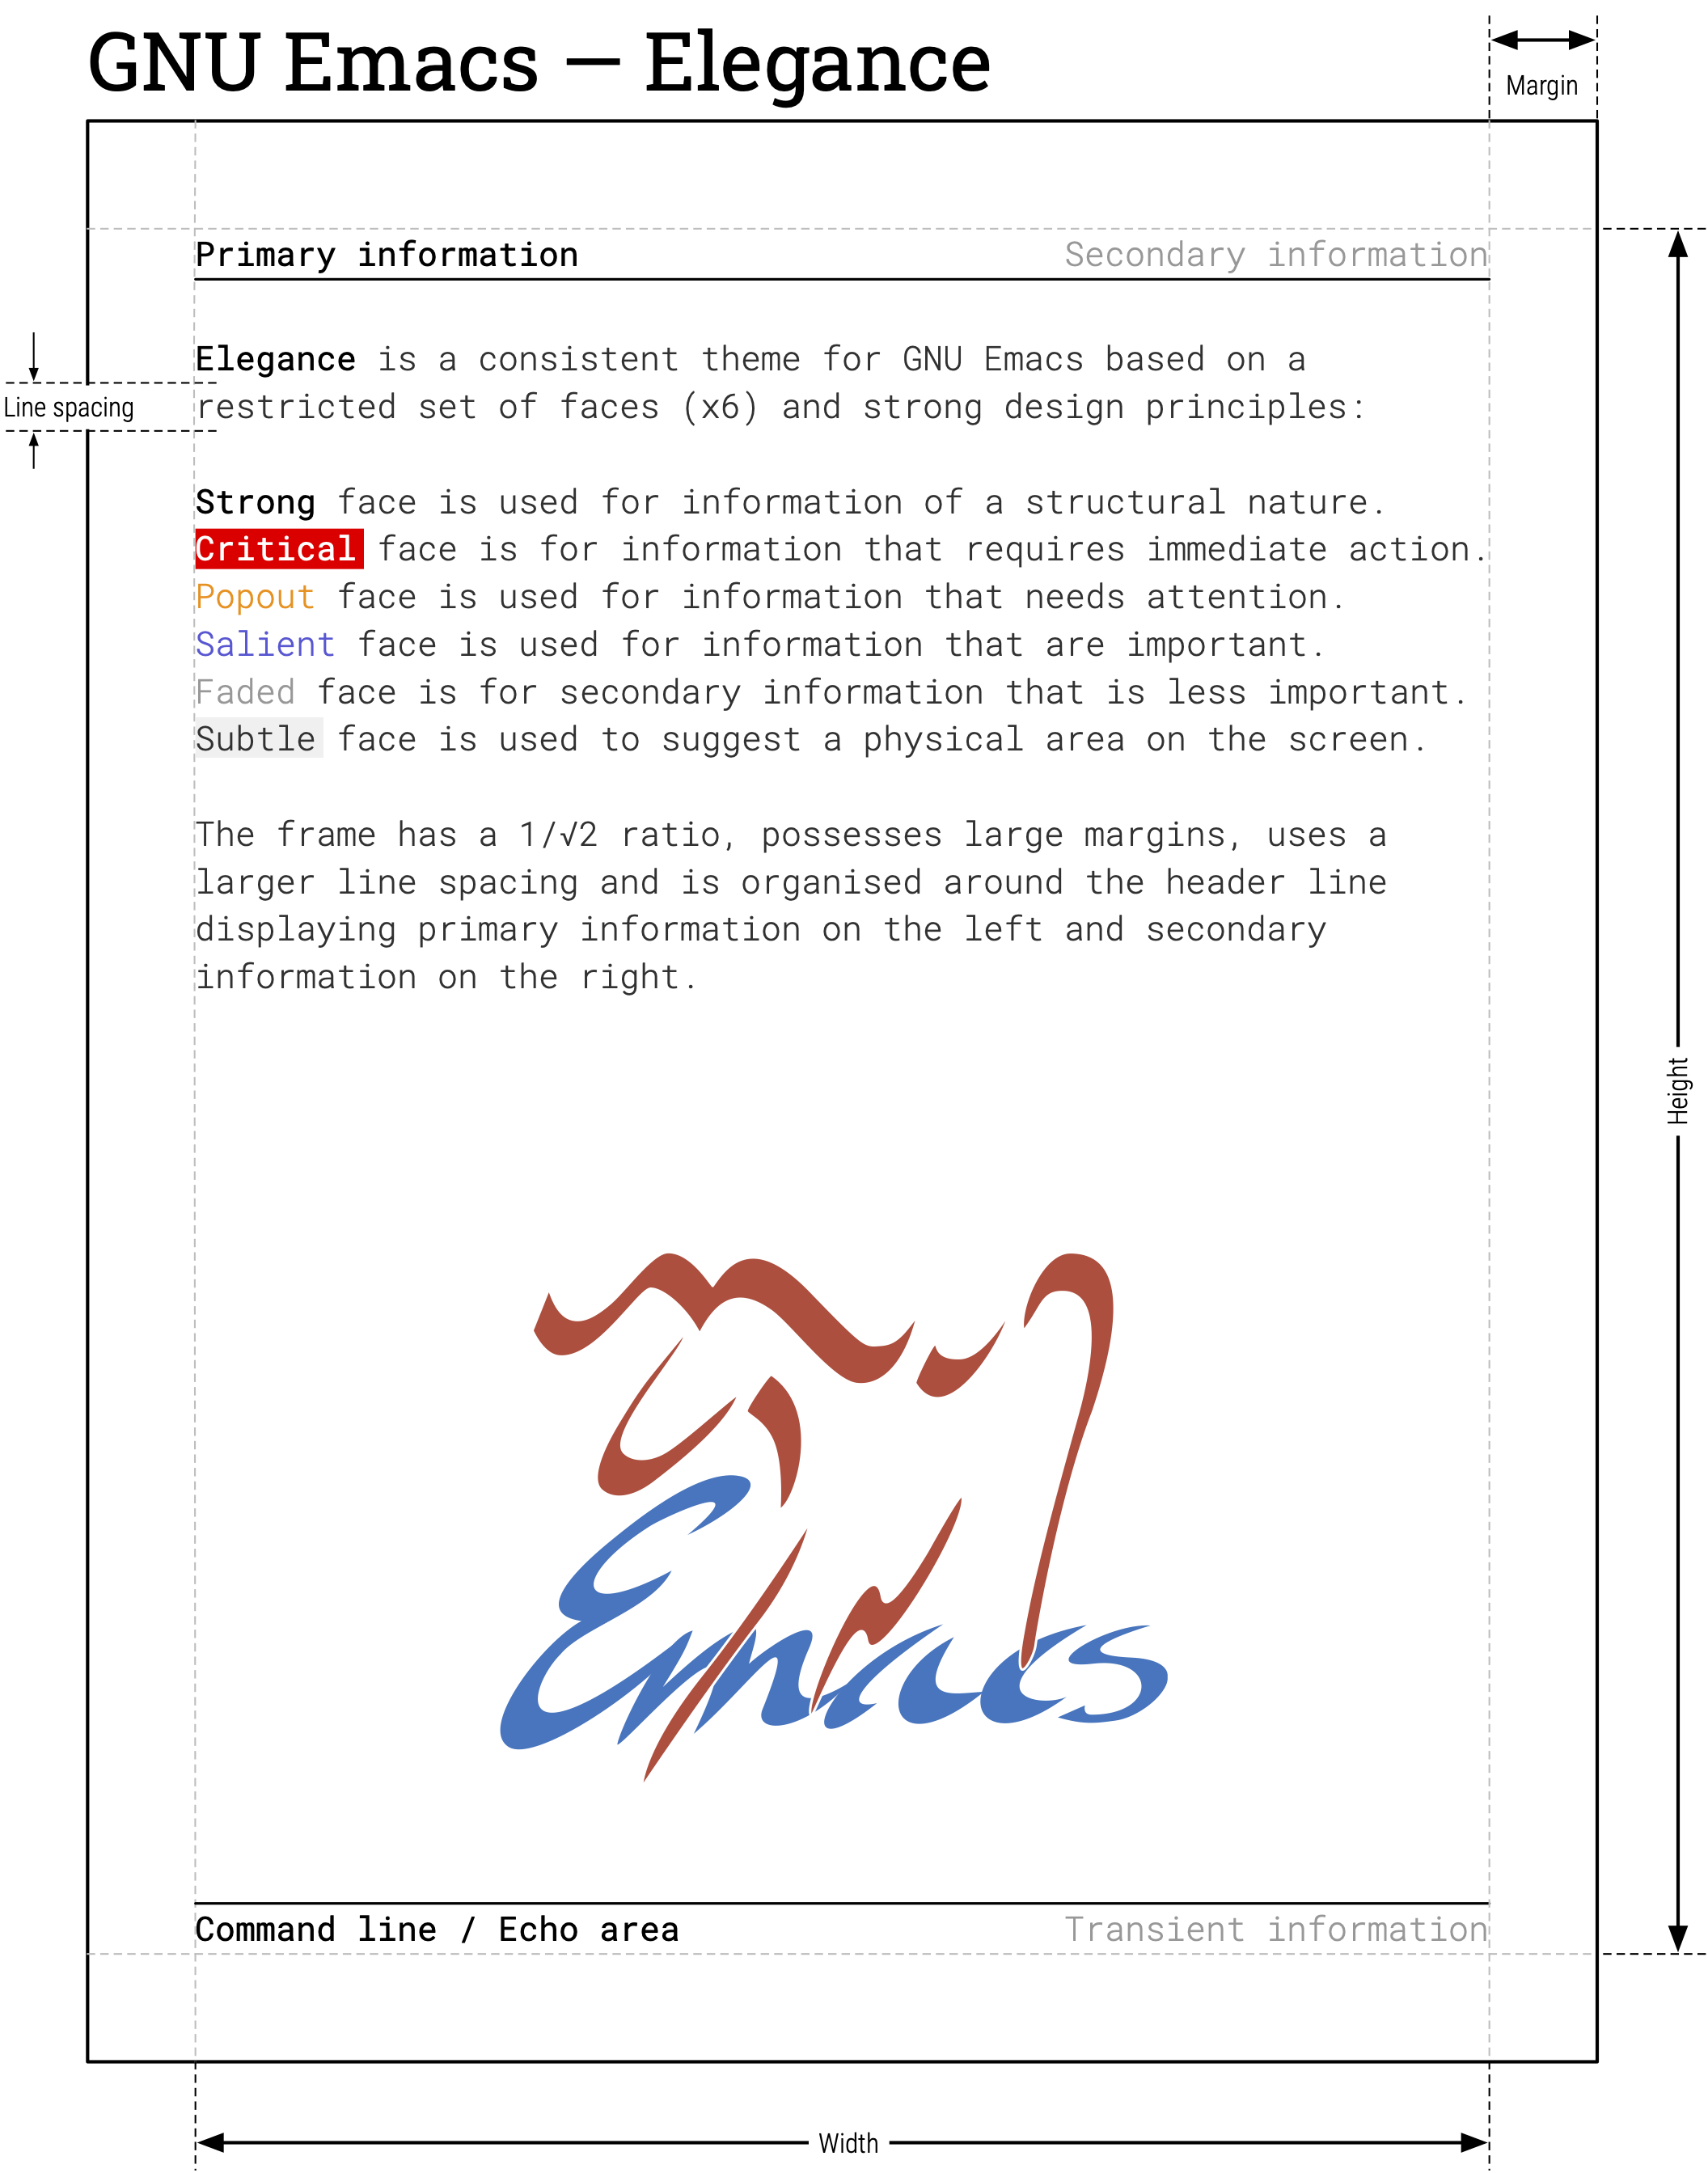 GNU Emacs — Elegance
Margin
Primary information
Secondary information
Elegance is a consistent theme for GNU Emacs based on a
Line spacing
restricted set of faces (x6) and strong design principles:
Strong face is used for information of a structural nature.
Critical face is for information that requires immediate action.
Popout face is used for information that needs attention.
Salient face is used for information that are important.
Faded face is for secondary information that is less important.
Subtle face is used to suggest a physical area on the screen.
The frame has a 1/√2 ratio, possesses large margins, uses a
larger line spacing and is organised around the header line
displaying primary information on the left and secondary
information on the right.
Height
Emacs
Command line / Echo area
Transient information
Width